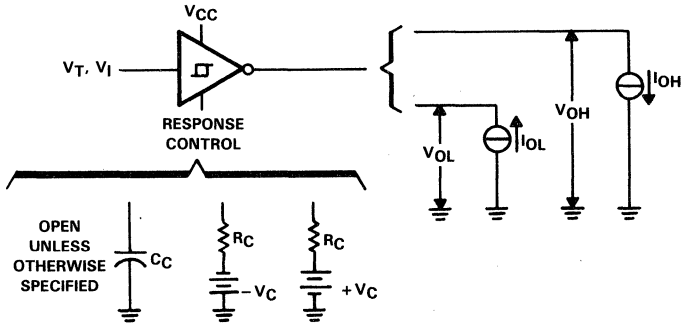 VCC
VT, VI
RESPONSE
CONTROL
VOL
IOL
VOH
IOH
OPEN
UNLESS
OTHERWISE
SPECIFIED
CC
RC
−VC
RC
+VC